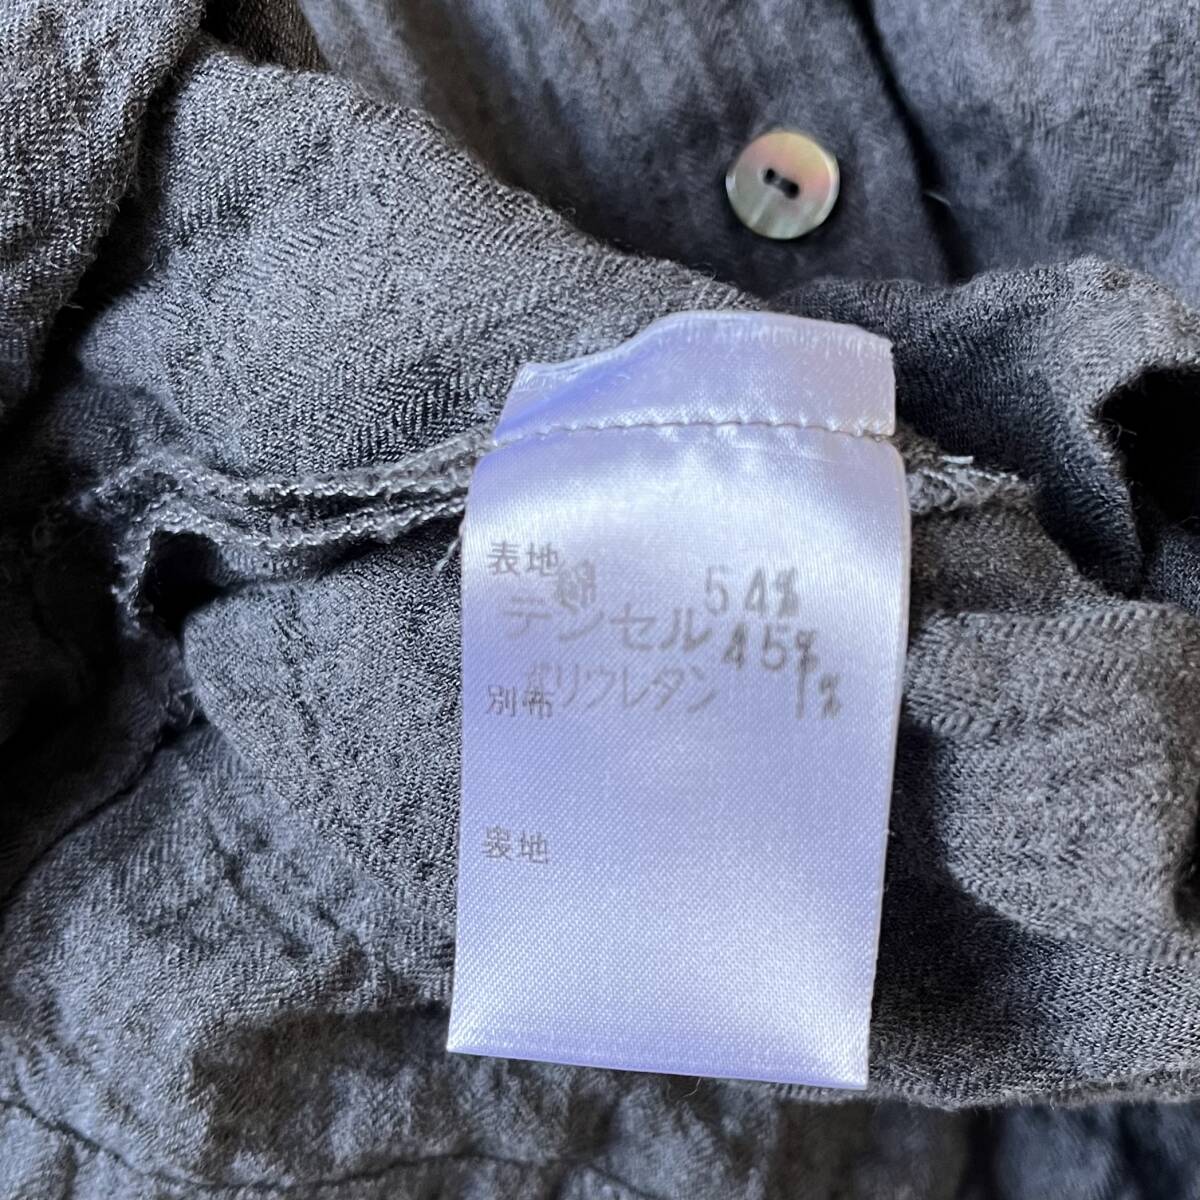 表地
綿 54%
テンセル 45%
ポリウレタン 1%
別布
裏地